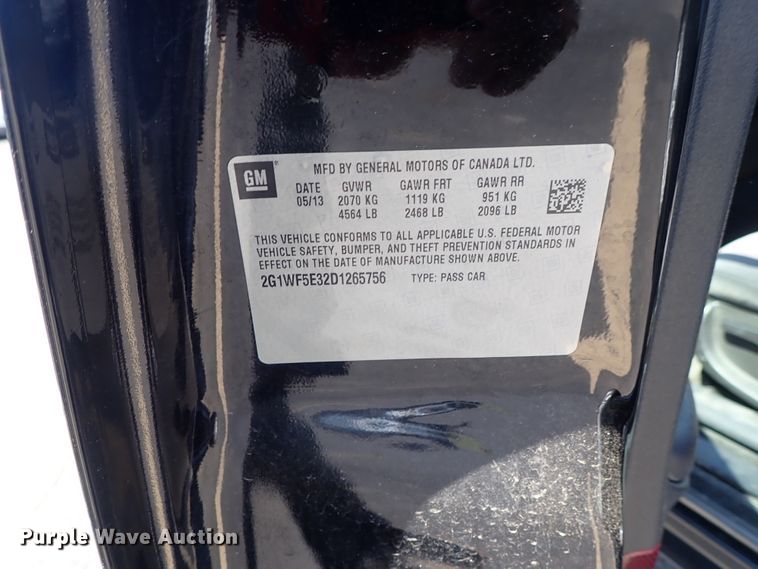 GM ® MFD BY GENERAL MOTORS OF CANADA LTD.
DATE GVWR GAWR FRT GAWR RR
05/13 2070 KG 1119 KG 951 KG
4564 LB 2468 LB 2096 LB
THIS VEHICLE CONFORMS TO ALL APPLICABLE U.S. FEDERAL MOTOR
VEHICLE SAFETY, BUMPER, AND THEFT PREVENTION STANDARDS IN
EFFECT ON THE DATE OF MANUFACTURE SHOWN ABOVE.
2G1WF5E32D1265756 TYPE: PASS CAR
Purple Wave Auction